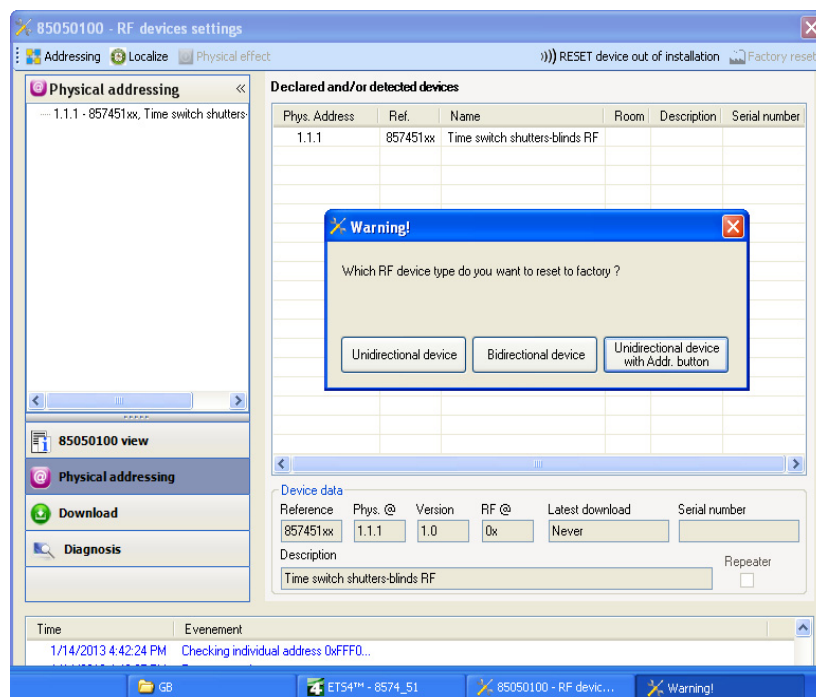 85050100 - RF devices settings
Addressing Localize Physical effect ))) RESET device out of installation Factory reset
Physical addressing «
1.1.1 - 857451xx, Time switch shutters-
Declared and/or detected devices
Phys. Address Ref. Name Room Description Serial number
1.1.1 857451xx Time switch shutters-blinds RF
Warning!
Which RF device type do you want to reset to factory ?
Unidirectional device
Bidirectional device
Unidirectional device
with Addr. button
85050100 view
Physical addressing
Download
Diagnosis
Device data
Reference Phys. @ Version RF @ Latest download Serial number
857451xx 1.1.1 1.0 0x Never
Description
Repeater
Time switch shutters-blinds RF
Time Evenement
1/14/2013 4:42:24 PM Checking individual address 0xFFF0...
GB
4 ETS4™ - 8574_51
85050100 - RF devic...
Warning!